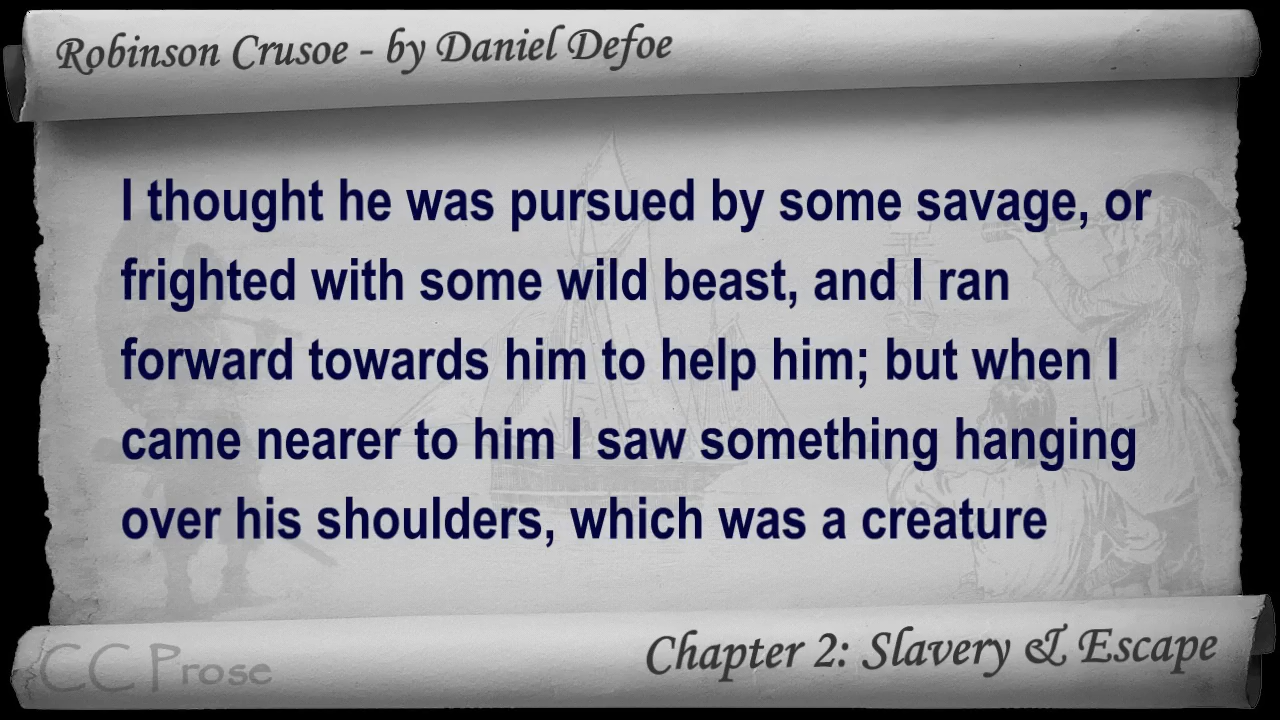 Robinson Crusoe - by Daniel Defoe
I thought he was pursued by some savage, or
frighted with some wild beast, and I ran
forward towards him to help him; but when I
came nearer to him I saw something hanging
over his shoulders, which was a creature
CC Prose
Chapter 2: Slavery & Escape